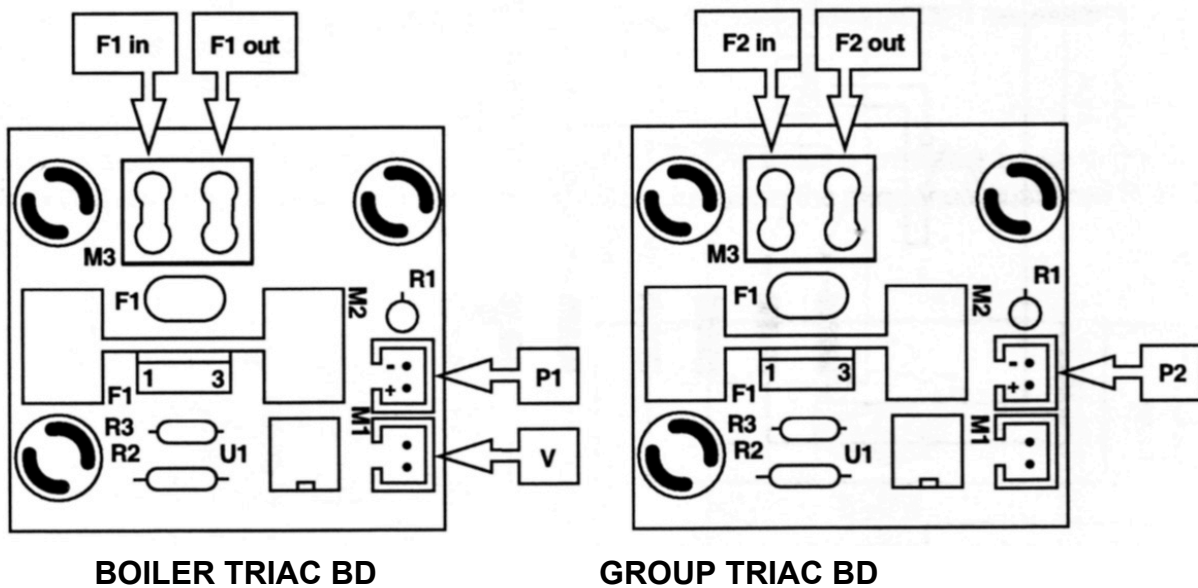 F1 in
F1 out
M3
F1
M2
R1
-
+
P1
1 3
F1
M1
R3
R2
U1
V
BOILER TRIAC BD
F2 in
F2 out
M3
F1
M2
R1
-
+
P2
1 3
F1
M1
R3
R2
U1
GROUP TRIAC BD